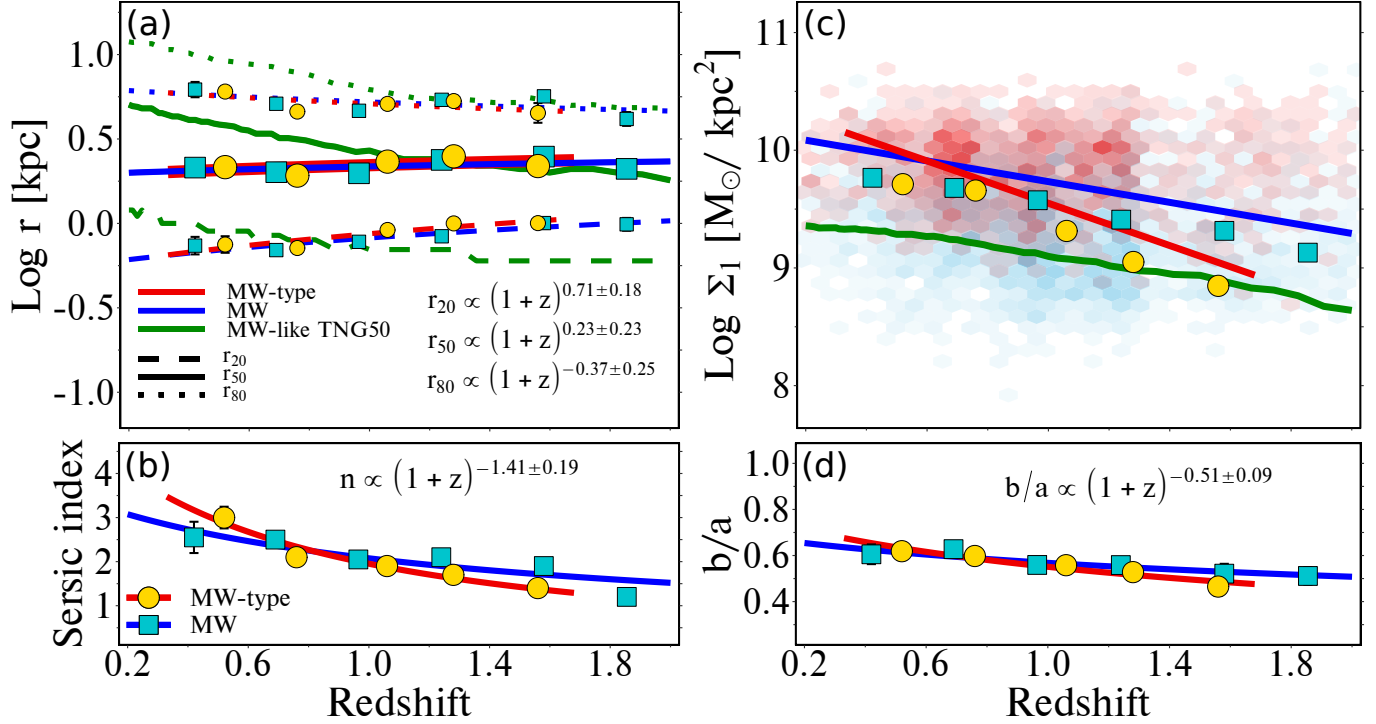 (a)
Log r [kpc]
1.0
0.5
0.0
-0.5
-1.0
MW-type
MW
MW-like TNG50
r20
r50
r80
r20 ∝ (1 + z)^0.71±0.18
r50 ∝ (1 + z)^0.23±0.23
r80 ∝ (1 + z)^−0.37±0.25
(c)
Log Σ1 [M⊙/ kpc²]
11
10
9
8
(b)
Sersic index
4
3
2
1
n ∝ (1 + z)^−1.41±0.19
MW-type
MW
0.2 0.6 1.0 1.4 1.8
Redshift
(d)
b/a
1.0
0.8
0.6
0.4
b/a ∝ (1 + z)^−0.51±0.09
0.2 0.6 1.0 1.4 1.8
Redshift